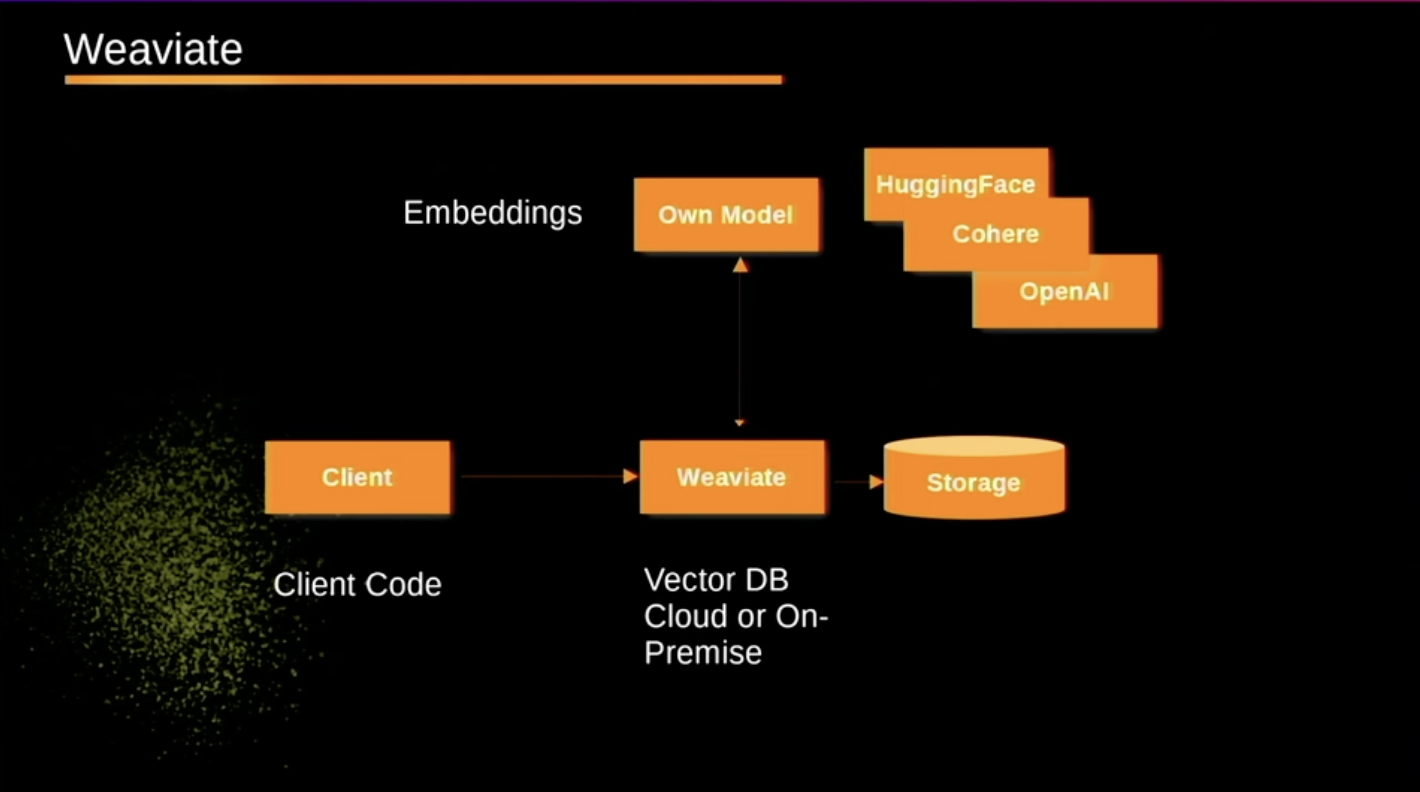 Weaviate
HuggingFace
Embeddings
Own Model
Cohere
OpenAI
Client
Weaviate
Storage
Client Code
Vector DB
Cloud or On-
Premise